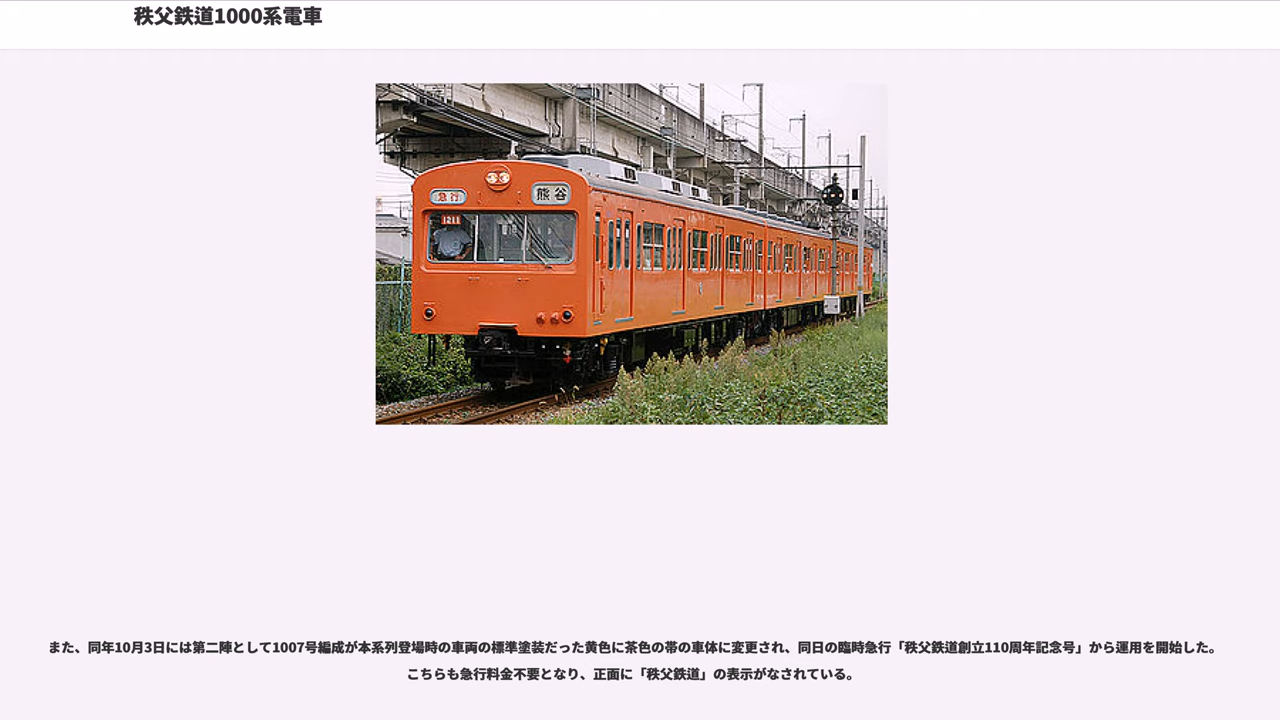 秩父鉄道1000系電車
急行
熊谷
1211
また、同年10月3日には第二陣として1007号編成が本系列登場時の車両の標準塗装だった黄色に茶色の帯の車体に変更され、同日の臨時急行「秩父鉄道創立110周年記念号」から運用を開始した。
こちらも急行料金不要となり、正面に「秩父鉄道」の表示がなされている。